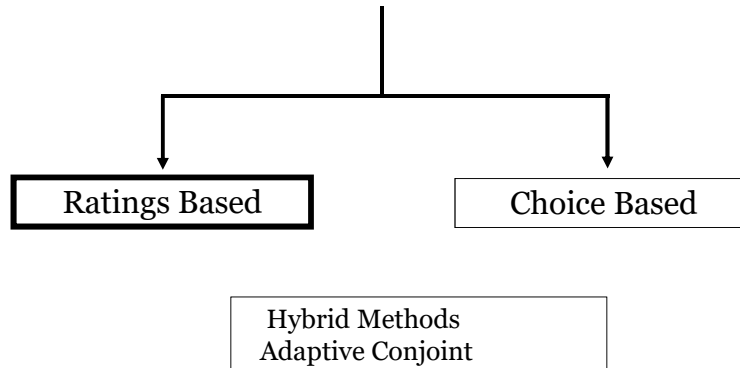 Ratings Based
Choice Based
Hybrid Methods
Adaptive Conjoint